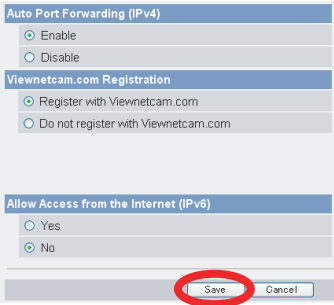 Auto Port Forwarding (IPv4)
Enable
Disable
Viewnetcam.com Registration
Register with Viewnetcam.com
Do not register with Viewnetcam.com
Allow Access from the Internet (IPv6)
Yes
No
Save Cancel